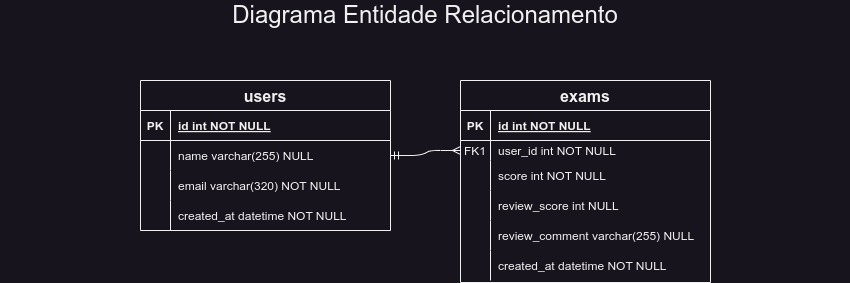 Diagrama Entidade Relacionamento
users
PK id int NOT NULL
name varchar(255) NULL
email varchar(320) NOT NULL
created_at datetime NOT NULL
exams
PK id int NOT NULL
FK1 user_id int NOT NULL
score int NOT NULL
review_score int NULL
review_comment varchar(255) NULL
created_at datetime NOT NULL